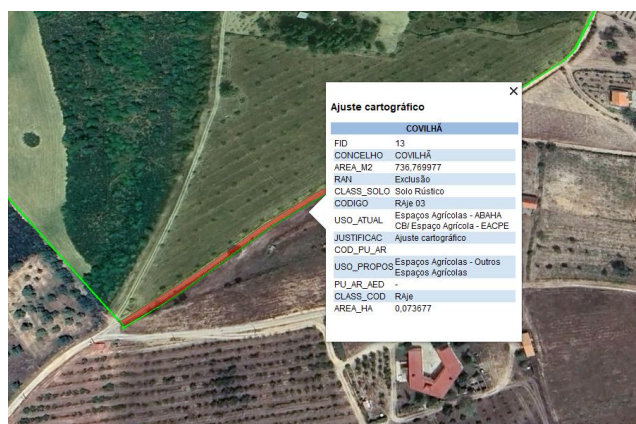 Ajuste cartográfico
COVILHÃ
FID 13
CONCELHO COVILHÃ
AREA_M2 736,769977
RAN Exclusão
CLASS_SOLO Solo Rústico
CODIGO RAje 03
USO_ATUAL Espaços Agrícolas - ABAHA
CB/ Espaço Agrícola - EACPE
JUSTIFICAC Ajuste cartográfico
COD_PU_AR
USO_PROPOS Espaços Agrícolas - Outros
Espaços Agrícolas
PU_AR_AED -
CLASS_COD RAje
AREA_HA 0,073677